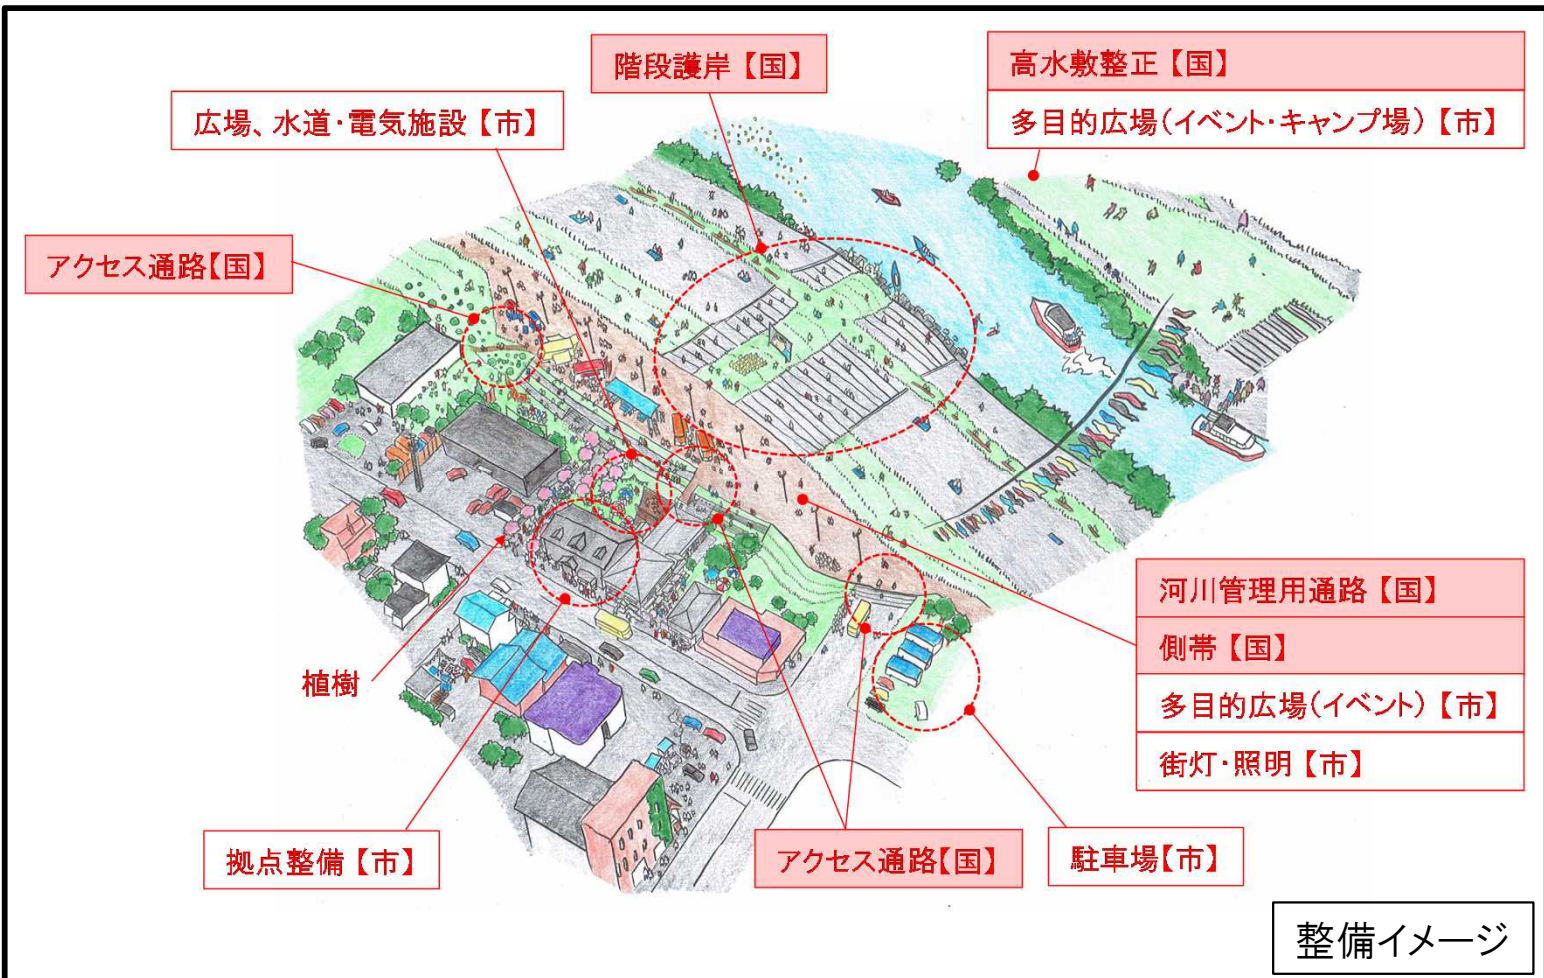 階段護岸【国】
高水敷整正【国】
多目的広場(イベント・キャンプ場)【市】
広場、水道・電気施設【市】
アクセス通路【国】
河川管理用通路【国】
側帯【国】
多目的広場(イベント)【市】
街灯・照明【市】
植樹
拠点整備【市】
アクセス通路【国】
駐車場【市】
整備イメージ